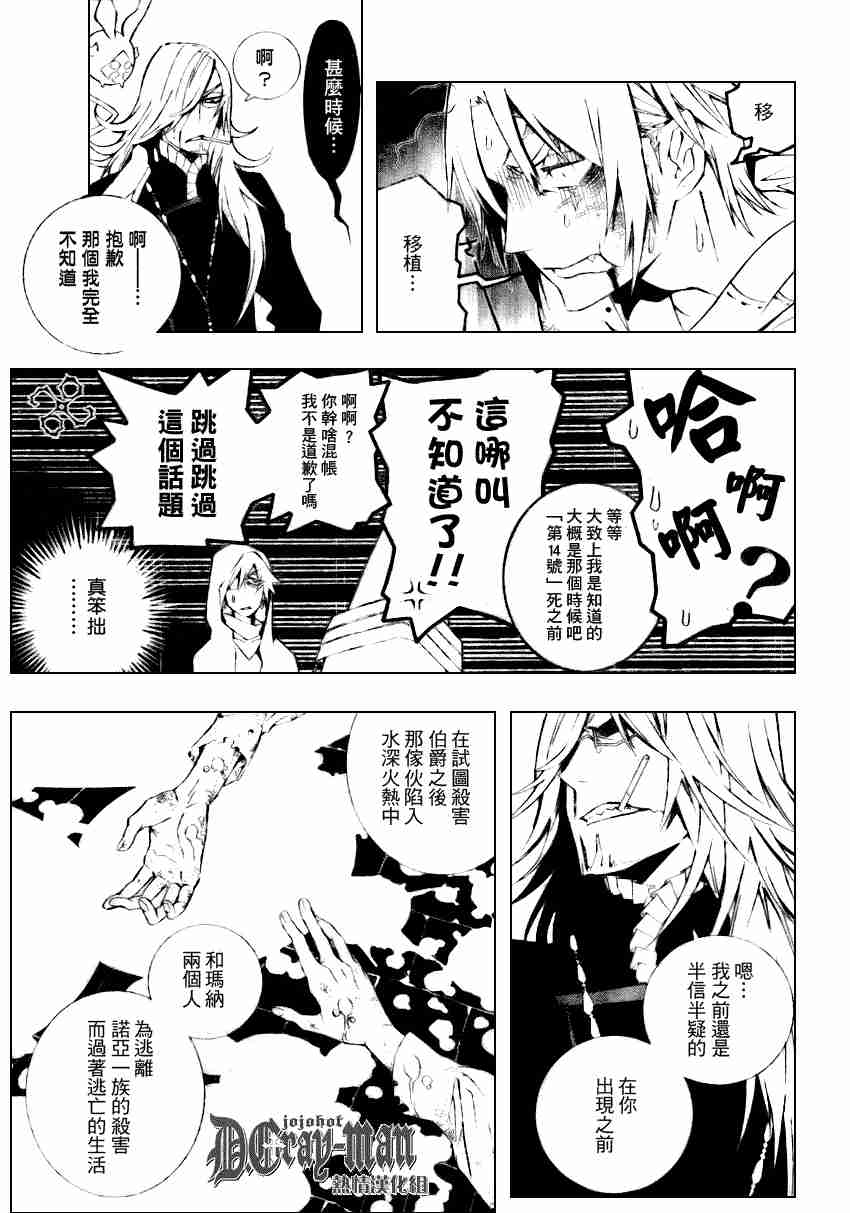 移
移植…
甚麼時候…
啊？
啊——…
抱歉
那個我完全
不知道
哈
啊
啊？
等等
大致上我是知道的
大概是那個時候吧
「第14號」死之前
這哪叫
不知道了!!
啊啊？
你幹啥混帳
我不是道歉了嗎
跳過跳過
這個話題
真笨拙
………
嗯…
我之前還是
半信半疑的
在你
出現之前
在試圖殺害
伯爵之後
那傢伙陷入
水深火熱中
和瑪納
兩個人
為逃離
諾亞一族的殺害
而過著逃亡的生活
jojohot
D.Gray-man
熱情漢化組